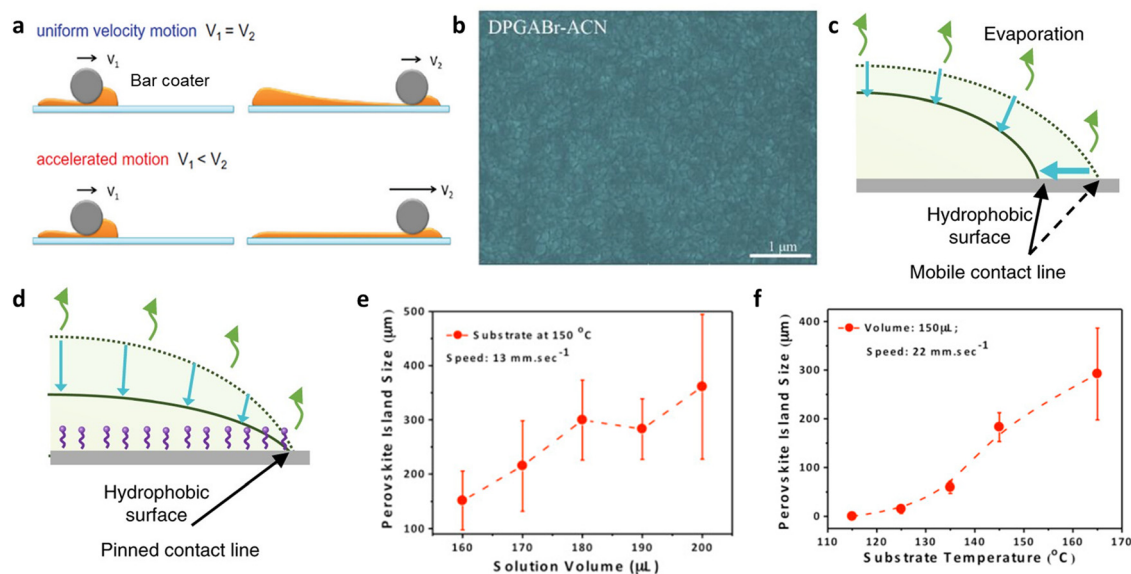 a
uniform velocity motion V1 = V2
V1
Bar coater
V2
accelerated motion V1 < V2
V1
V2
b
DPGABr-ACN
1 μm
c
Evaporation
Hydrophobic
surface
Mobile contact line
d
Hydrophobic
surface
Pinned contact line
e
Perovskite Island Size (μm)
500
400
300
200
100
Substrate at 150 °C
Speed: 13 mm.sec⁻¹
160 170 180 190 200
Solution Volume (μL)
f
Perovskite Island Size (μm)
400
300
200
100
0
Volume: 150μL;
Speed: 22 mm.sec⁻¹
110 120 130 140 150 160 170
Substrate Temperature (°C)